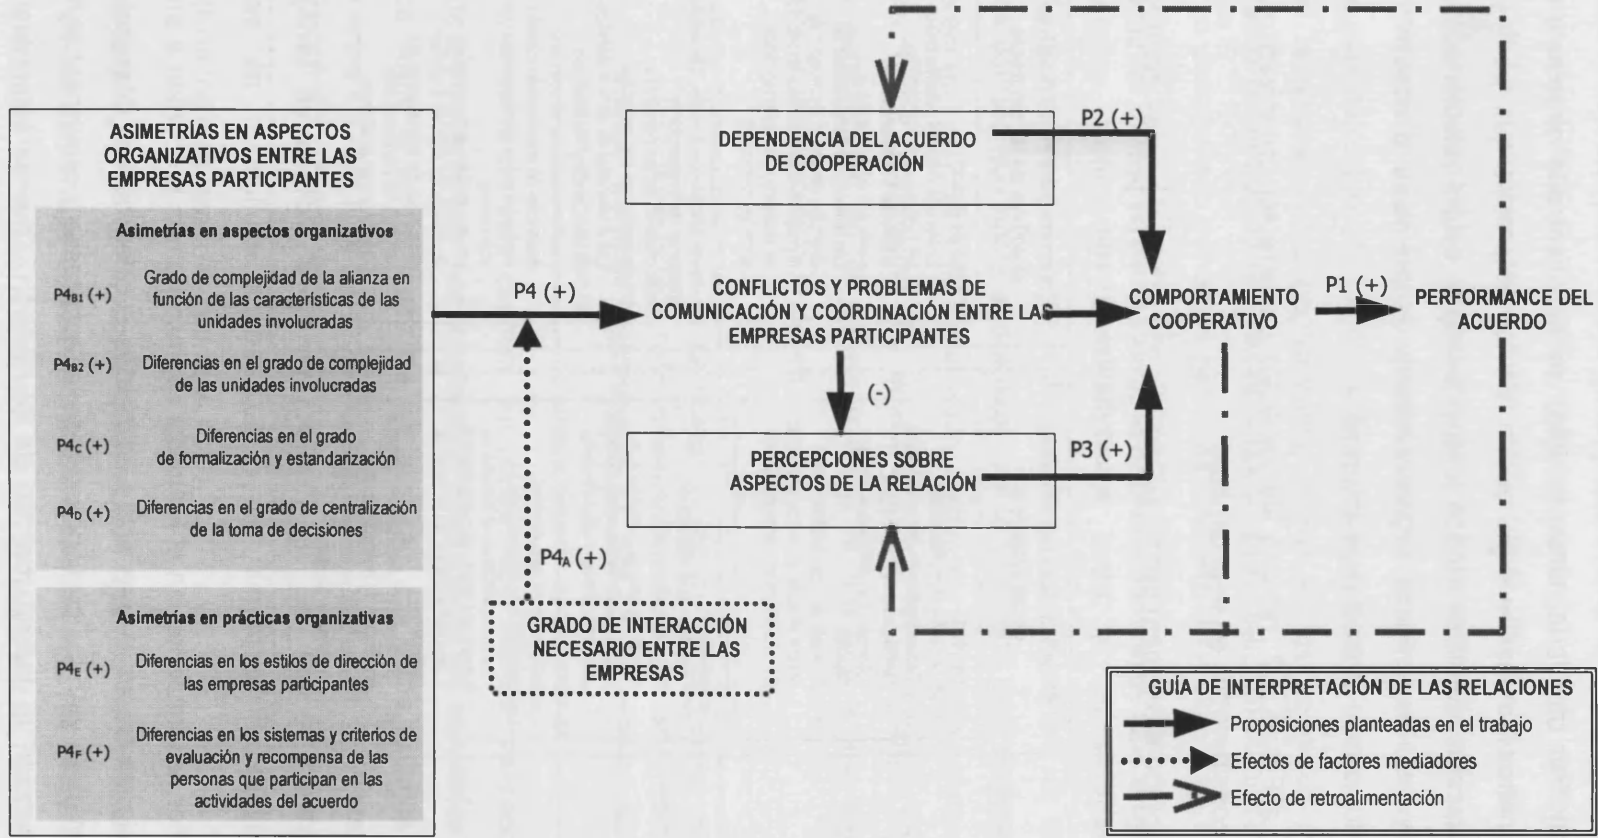 ASIMETRÍAS EN ASPECTOS
ORGANIZATIVOS ENTRE LAS
EMPRESAS PARTICIPANTES
Asimetrías en aspectos organizativos
P4B1 (+)
Grado de complejidad de la alianza en
función de las características de las
unidades involucradas
P4B2 (+)
Diferencias en el grado de complejidad
de las unidades involucradas
P4C (+)
Diferencias en el grado
de formalización y estandarización
P4D (+)
Diferencias en el grado de centralización
de la toma de decisiones
Asimetrías en prácticas organizativas
P4E (+)
Diferencias en los estilos de dirección de
las empresas participantes
P4F (+)
Diferencias en los sistemas y criterios de
evaluación y recompensa de las
personas que participan en las
actividades del acuerdo
P4 (+)
P4A (+)
GRADO DE INTERACCIÓN
NECESARIO ENTRE LAS
EMPRESAS
DEPENDENCIA DEL ACUERDO
DE COOPERACIÓN
P2 (+)
CONFLICTOS Y PROBLEMAS DE
COMUNICACIÓN Y COORDINACIÓN ENTRE LAS
EMPRESAS PARTICIPANTES
(-)
PERCEPCIONES SOBRE
ASPECTOS DE LA RELACIÓN
P3 (+)
COMPORTAMIENTO
COOPERATIVO
P1 (+)
PERFORMANCE DEL
ACUERDO
GUÍA DE INTERPRETACIÓN DE LAS RELACIONES
Proposiciones planteadas en el trabajo
Efectos de factores mediadores
Efecto de retroalimentación